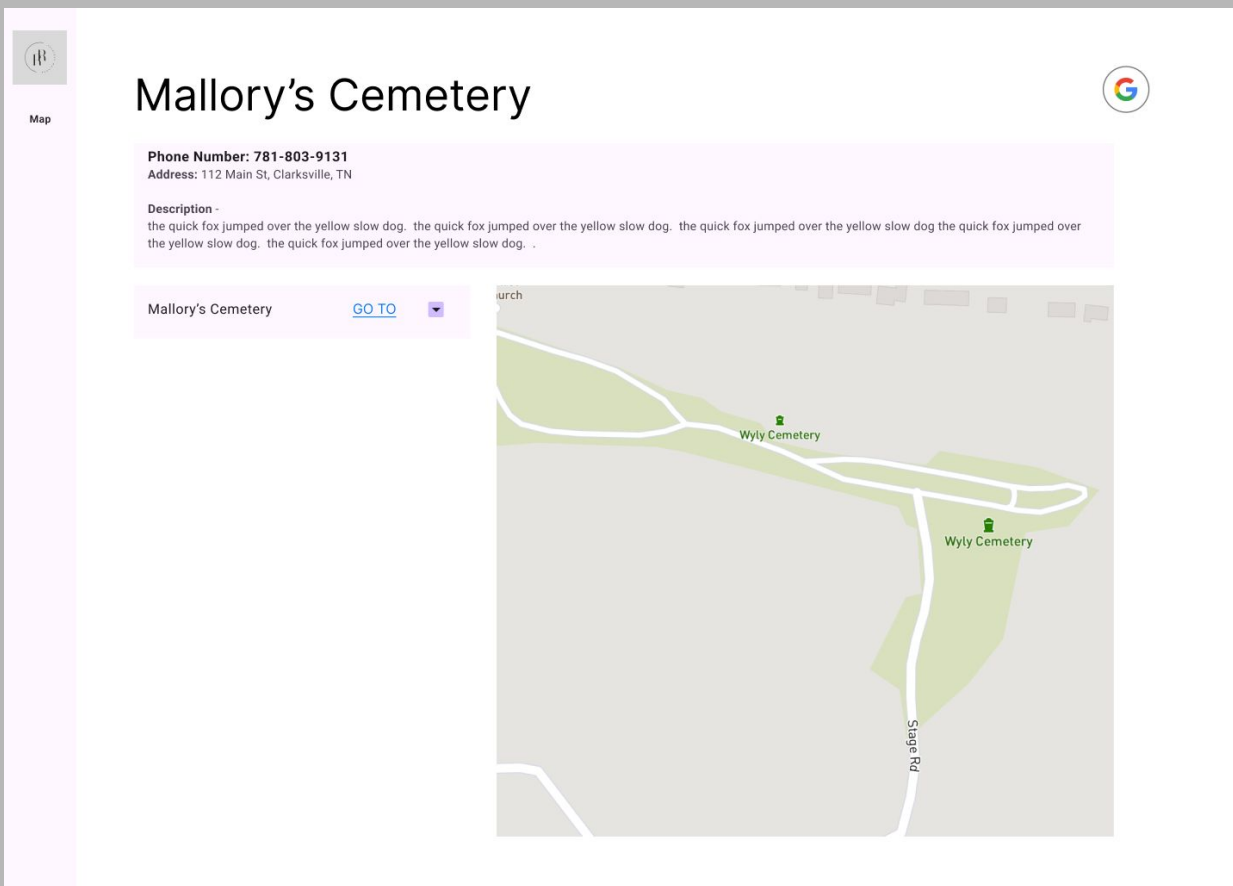 Map
Mallory's Cemetery
G
Phone Number: 781-803-9131
Address: 112 Main St, Clarksville, TN
Description -
the quick fox jumped over the yellow slow dog.  the quick fox jumped over the yellow slow dog.  the quick fox jumped over the yellow slow dog the quick fox jumped over
the yellow slow dog.  the quick fox jumped over the yellow slow dog.  .
Mallory's Cemetery GO TO
urch
Wyly Cemetery
Wyly Cemetery
Stage Rd